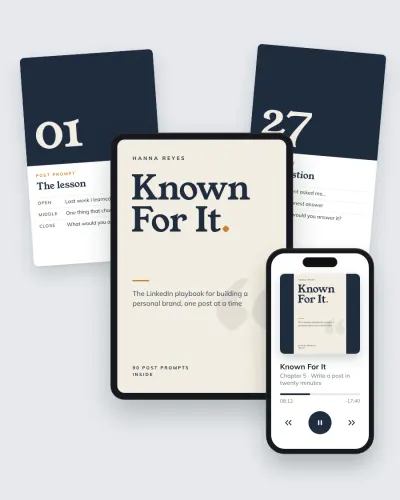 01
POST PROMPT
The lesson
OPEN Last week I learned
MIDDLE One thing that
CLOSE What would you
27
stion
asked me...
answer
would you answer it?
HANNA REYES
Known
For It.
The LinkedIn playbook for building a
personal brand, one post at a time
90 POST PROMPTS
INSIDE
Known
For It.
Known For It
Chapter 5 · Write a post in
twenty minutes
08:12 -17:40